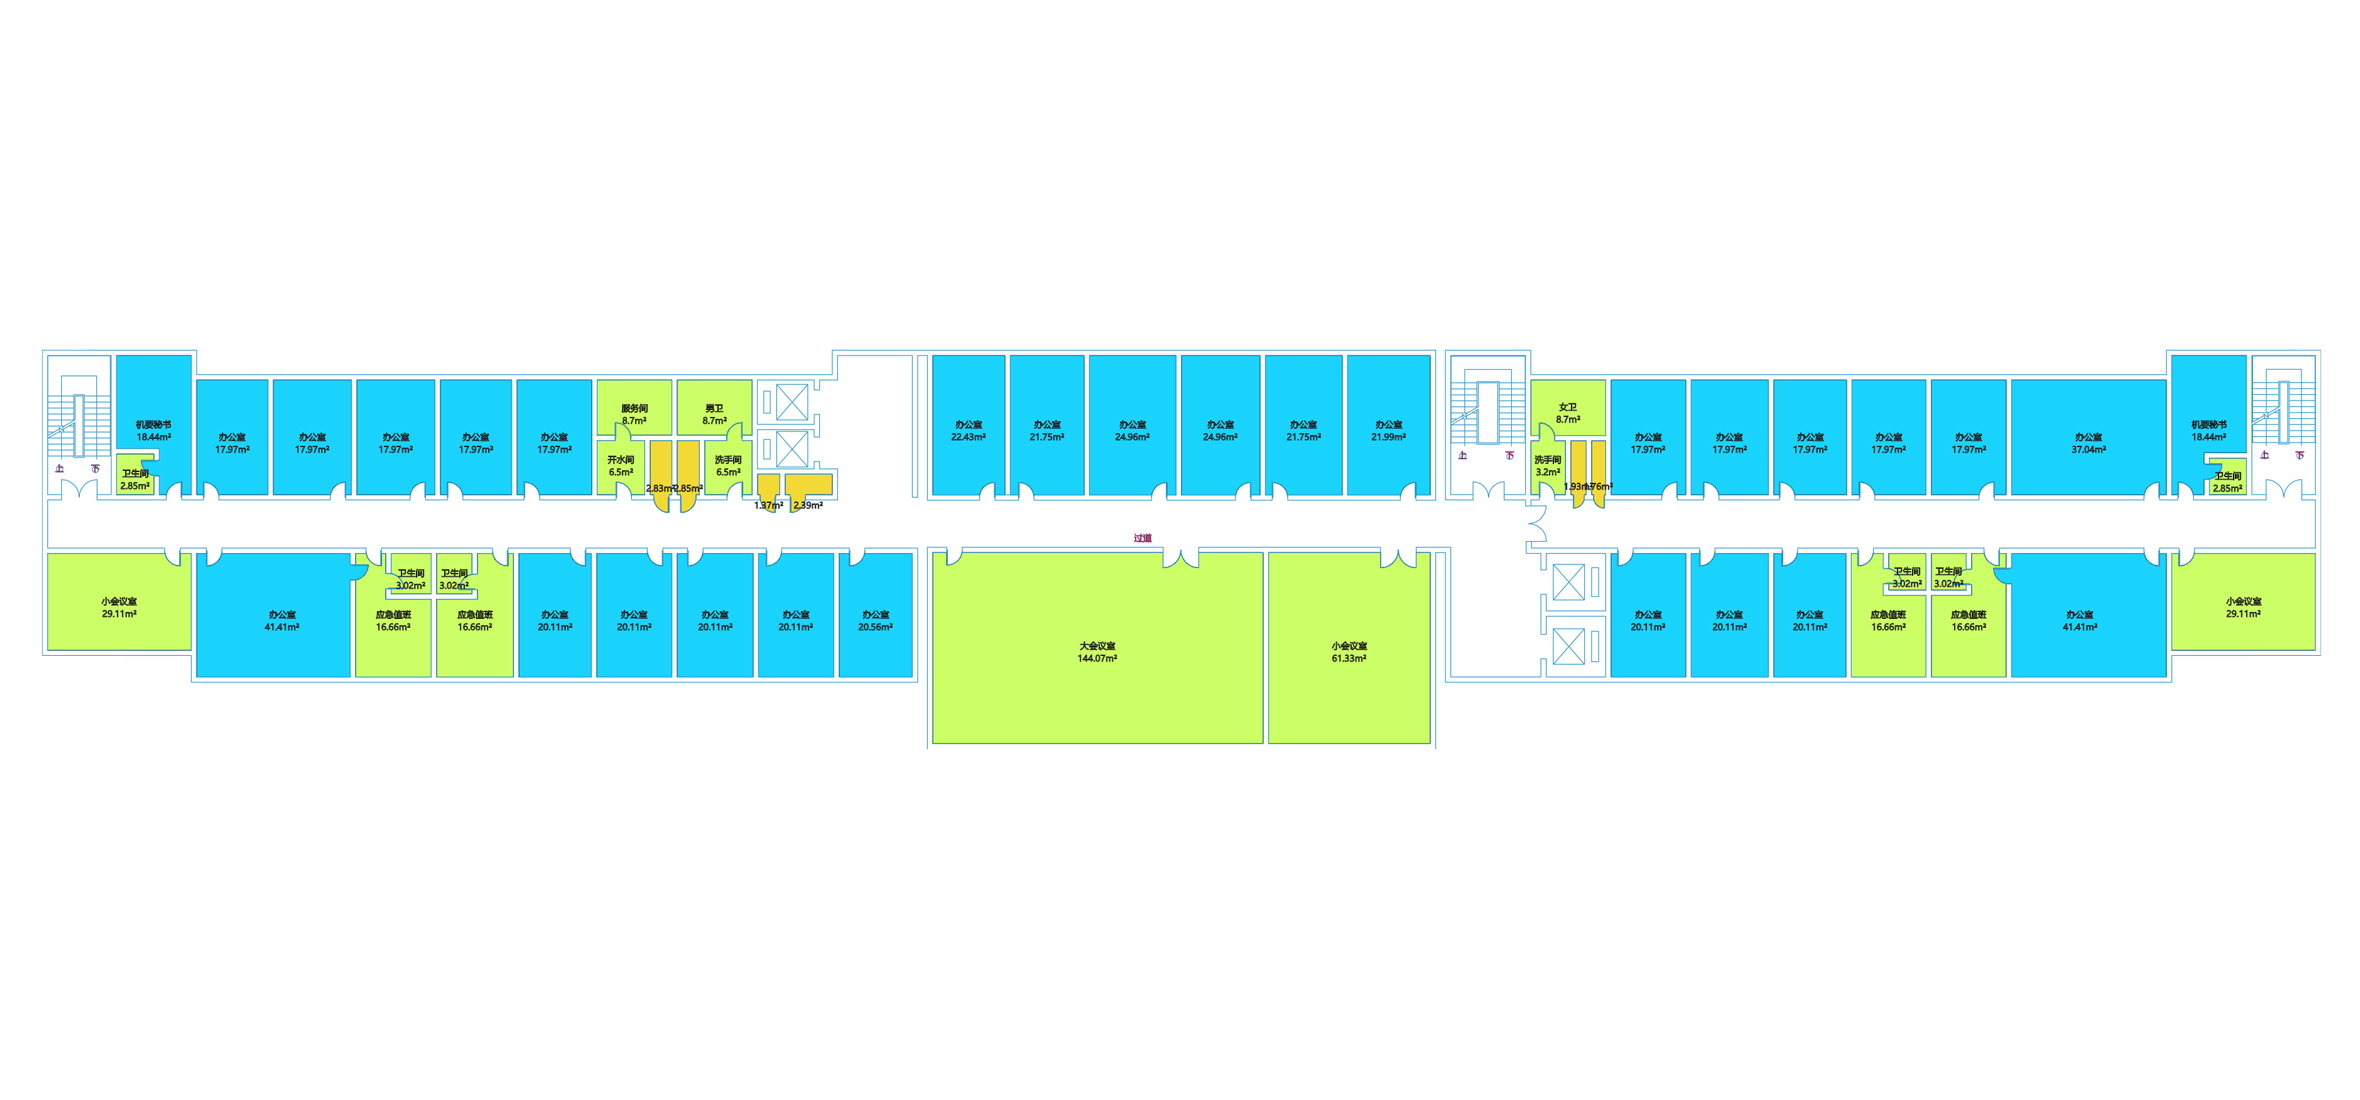 机要秘书
18.44m²
卫生间
2.85m²
上
下
办公室
17.97m²
办公室
17.97m²
办公室
17.97m²
办公室
17.97m²
办公室
17.97m²
服务间
8.7m²
男卫
8.7m²
开水间
6.5m²
2.83m²
2.85m²
洗手间
6.5m²
1.37m²
2.39m²
办公室
22.43m²
办公室
21.75m²
办公室
24.96m²
办公室
24.96m²
办公室
21.75m²
办公室
21.99m²
上
下
女卫
8.7m²
洗手间
3.2m²
1.93m²
1.76m²
办公室
17.97m²
办公室
17.97m²
办公室
17.97m²
办公室
17.97m²
办公室
17.97m²
办公室
37.04m²
机要秘书
18.44m²
卫生间
2.85m²
上
下
过道
小会议室
29.11m²
办公室
41.41m²
卫生间
3.02m²
卫生间
3.02m²
应急值班
16.66m²
应急值班
16.66m²
办公室
20.11m²
办公室
20.11m²
办公室
20.11m²
办公室
20.11m²
办公室
20.56m²
大会议室
144.07m²
小会议室
61.33m²
办公室
20.11m²
办公室
20.11m²
办公室
20.11m²
卫生间
3.02m²
卫生间
3.02m²
应急值班
16.66m²
应急值班
16.66m²
办公室
41.41m²
小会议室
29.11m²